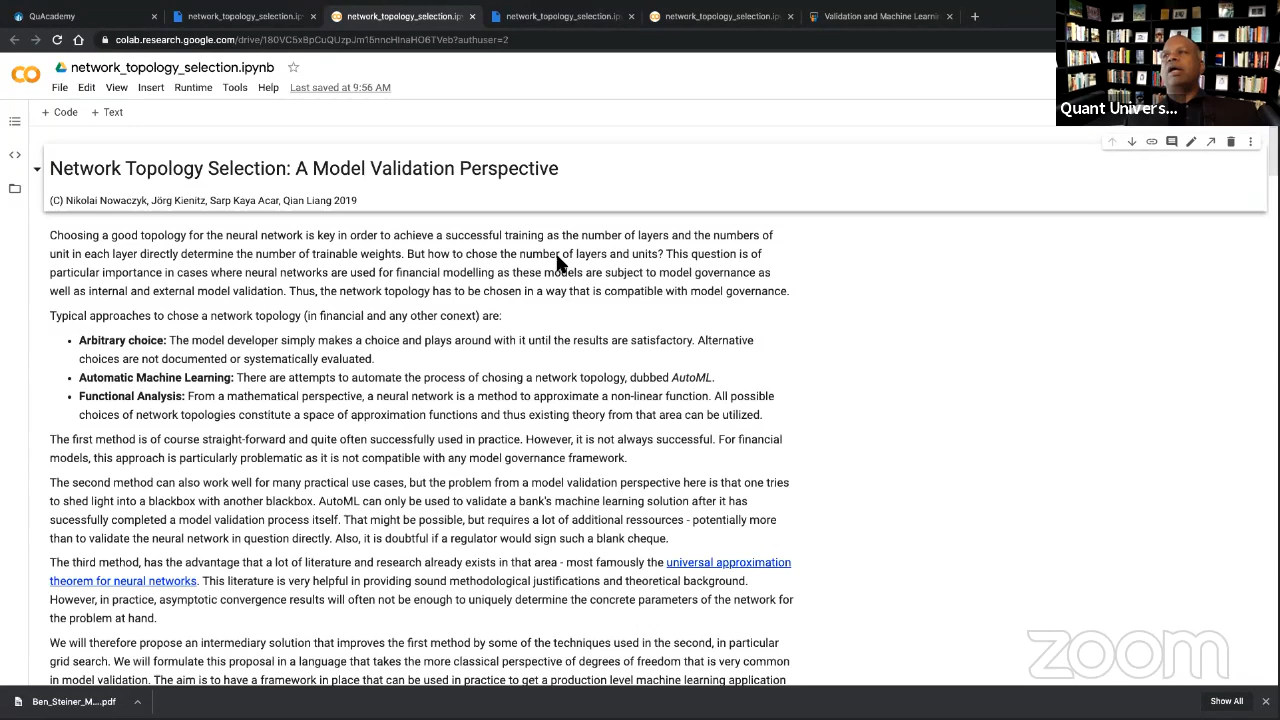 QuAcademy
network_topology_selection.ip
network_topology_selection.ip
network_topology_selection.ip
network_topology_selection.ip
Validation and Machine Learnin
colab.research.google.com/drive/180VC5xBpCuQUzpJm15nncHlnaHO6TVeb?authuser=2
Quant Univers...
network_topology_selection.ipynb
File Edit View Insert Runtime Tools Help Last saved at 9:56 AM
+ Code + Text
Network Topology Selection: A Model Validation Perspective
(C) Nikolai Nowaczyk, Jörg Kienitz, Sarp Kaya Acar, Qian Liang 2019
Choosing a good topology for the neural network is key in order to achieve a successful training as the number of layers and the numbers of
unit in each layer directly determine the number of trainable weights. But how to chose the number of layers and units? This question is of
particular importance in cases where neural networks are used for financial modelling as these models are subject to model governance as
well as internal and external model validation. Thus, the network topology has to be chosen in a way that is compatible with model governance.
Typical approaches to chose a network topology (in financial and any other conext) are:
• Arbitrary choice: The model developer simply makes a choice and plays around with it until the results are satisfactory. Alternative
choices are not documented or systematically evaluated.
• Automatic Machine Learning: There are attempts to automate the process of chosing a network topology, dubbed AutoML.
• Functional Analysis: From a mathematical perspective, a neural network is a method to approximate a non-linear function. All possible
choices of network topologies constitute a space of approximation functions and thus existing theory from that area can be utilized.
The first method is of course straight-forward and quite often successfully used in practice. However, it is not always successful. For financial
models, this approach is particularly problematic as it is not compatible with any model governance framework.
The second method can also work well for many practical use cases, but the problem from a model validation perspective here is that one tries
to shed light into a blackbox with another blackbox. AutoML can only be used to validate a bank's machine learning solution after it has
sucessfully completed a model validation process itself. That might be possible, but requires a lot of additional ressources - potentially more
than to validate the neural network in question directly. Also, it is doubtful if a regulator would sign such a blank cheque.
The third method, has the advantage that a lot of literature and research already exists in that area - most famously the universal approximation
theorem for neural networks. This literature is very helpful in providing sound methodological justifications and theoretical background.
However, in practice, asymptotic convergence results will often not be enough to uniquely determine the concrete parameters of the network for
the problem at hand.
We will therefore propose an intermediary solution that improves the first method by some of the techniques used in the second, in particular
grid search. We will formulate this proposal in a language that takes the more classical perspective of degrees of freedom that is very common
in model validation. The aim is to have a framework in place that can be used in practice to get a production level machine learning application
zoom
Ben_Steiner_M....pdf
Show All